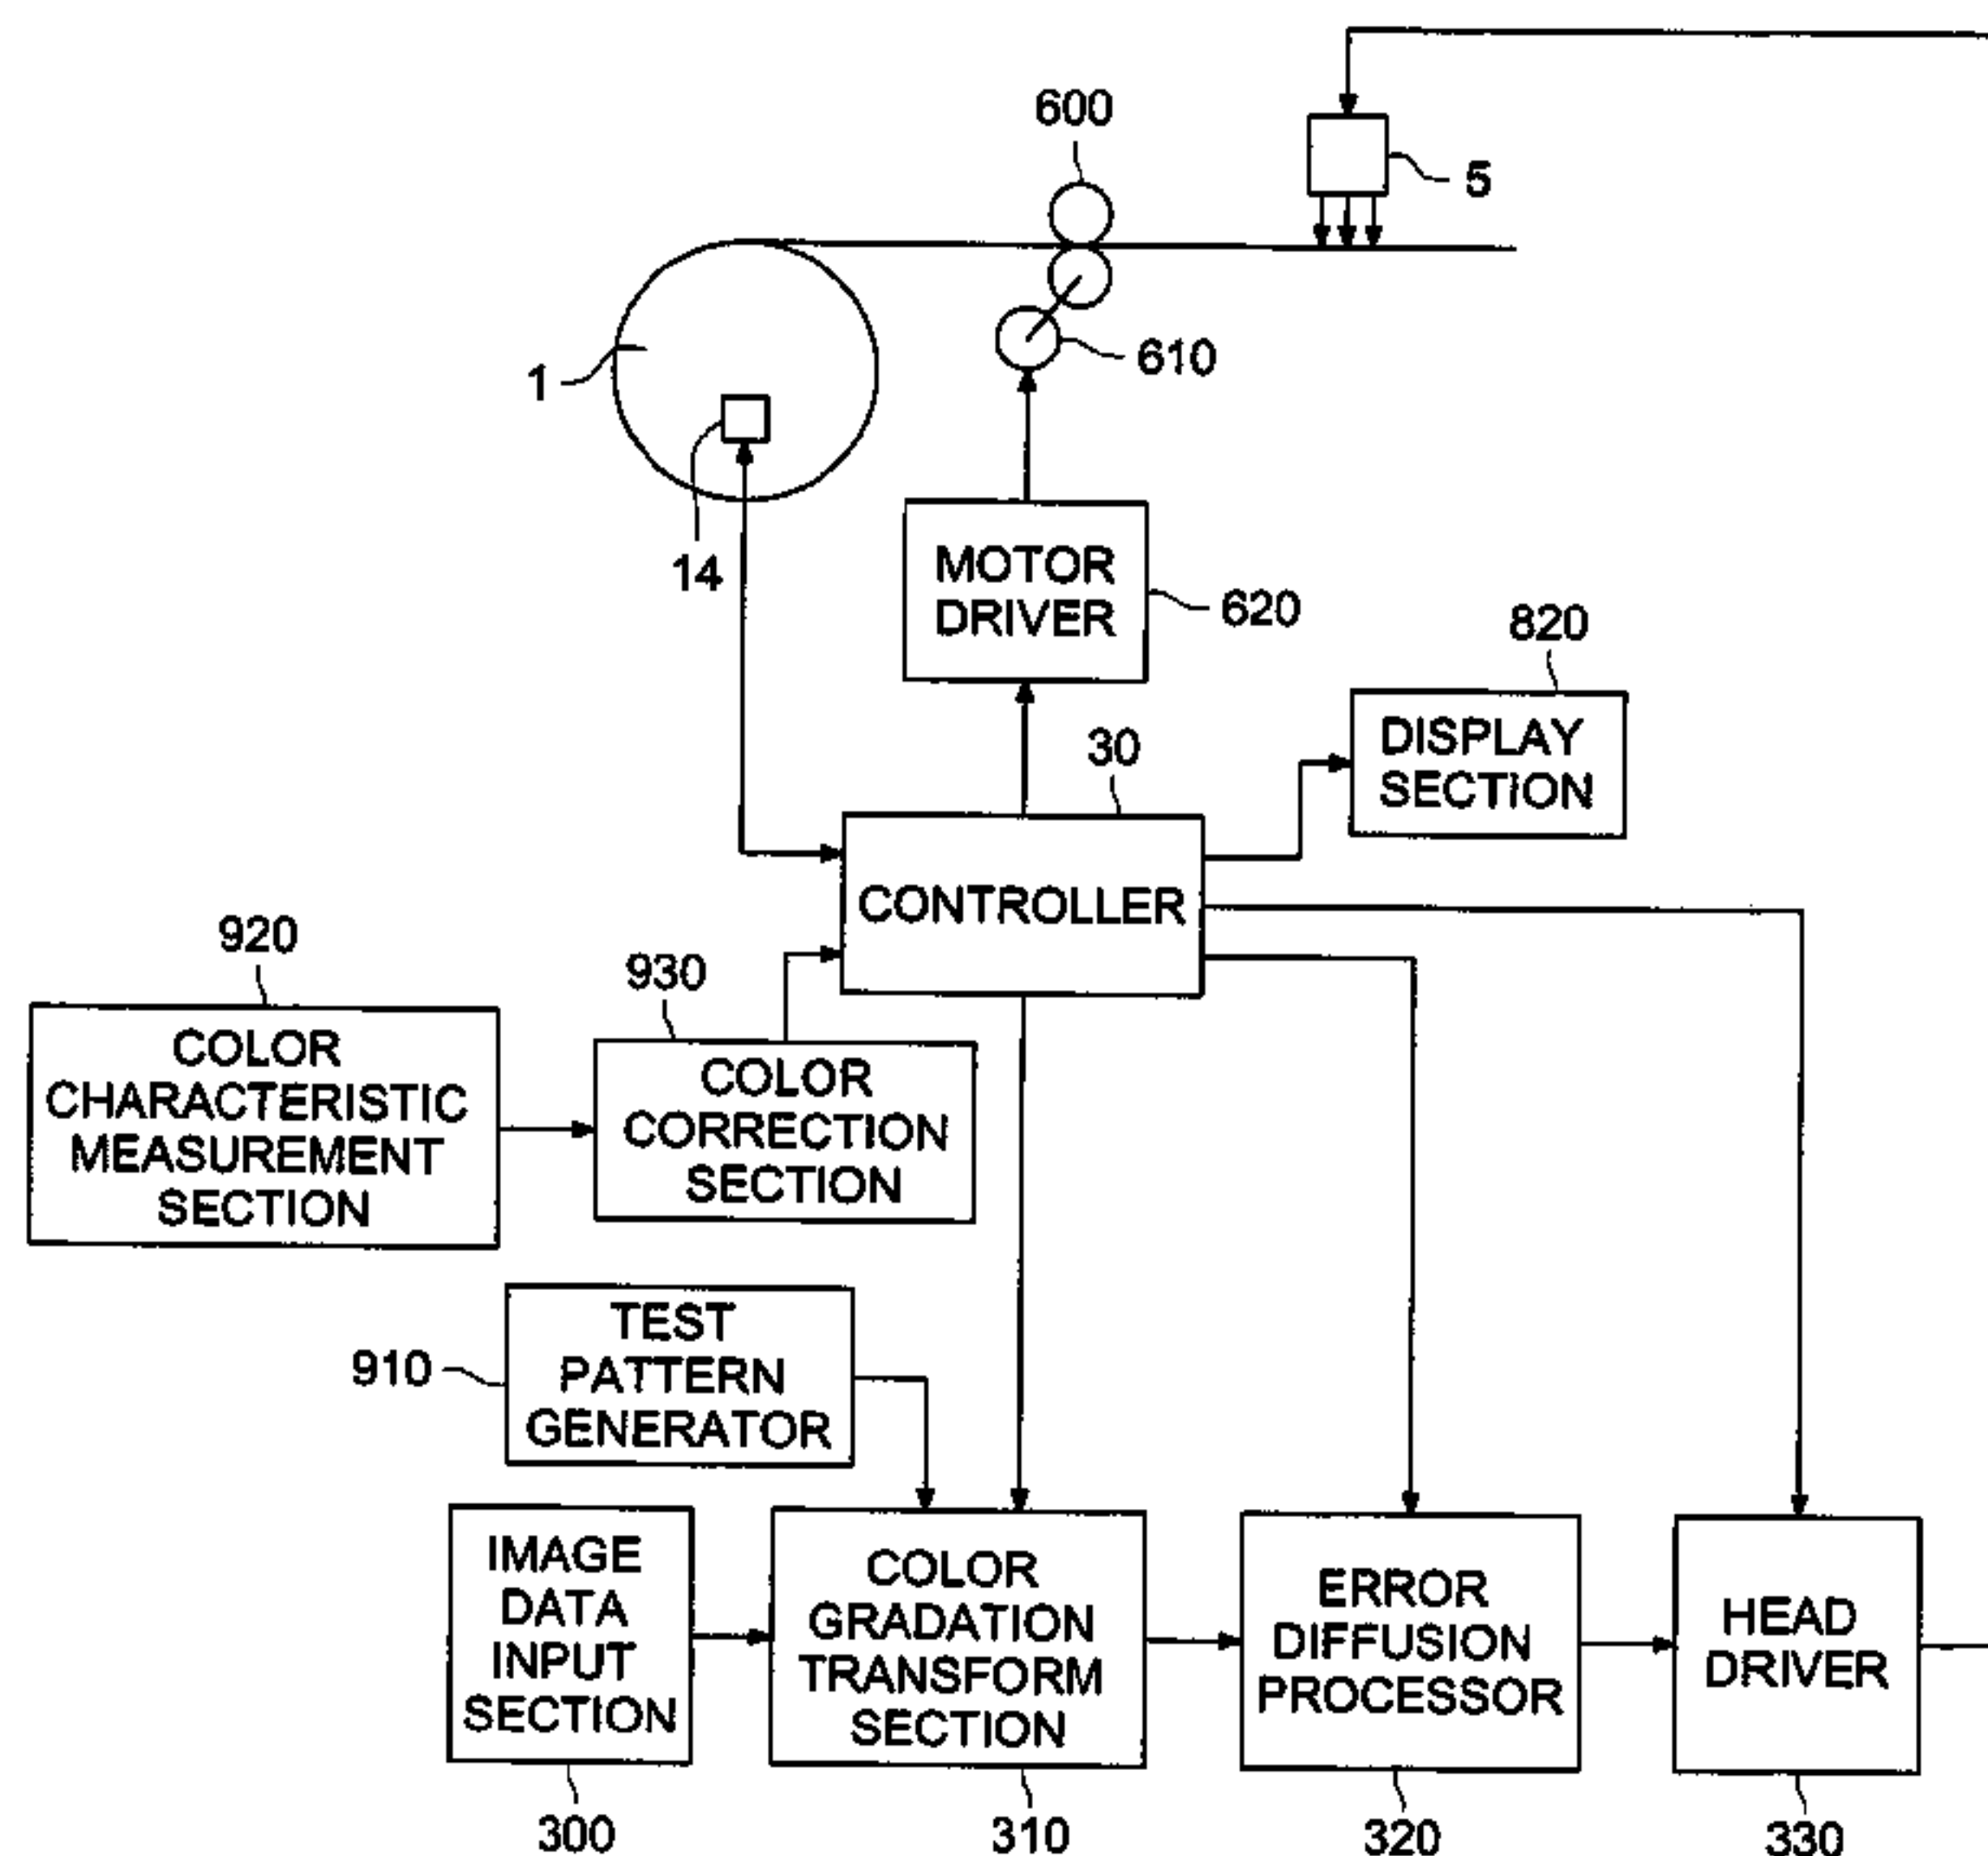 600
5
1
610
14
MOTOR
DRIVER
620
820
DISPLAY
SECTION
30
CONTROLLER
920
930
COLOR
CHARACTERISTIC
MEASUREMENT
SECTION
COLOR
CORRECTION
SECTION
910
TEST
PATTERN
GENERATOR
IMAGE
DATA
INPUT
SECTION
COLOR
GRADATION
TRANSFORM
SECTION
ERROR
DIFFUSION
PROCESSOR
HEAD
DRIVER
300
310
320
330